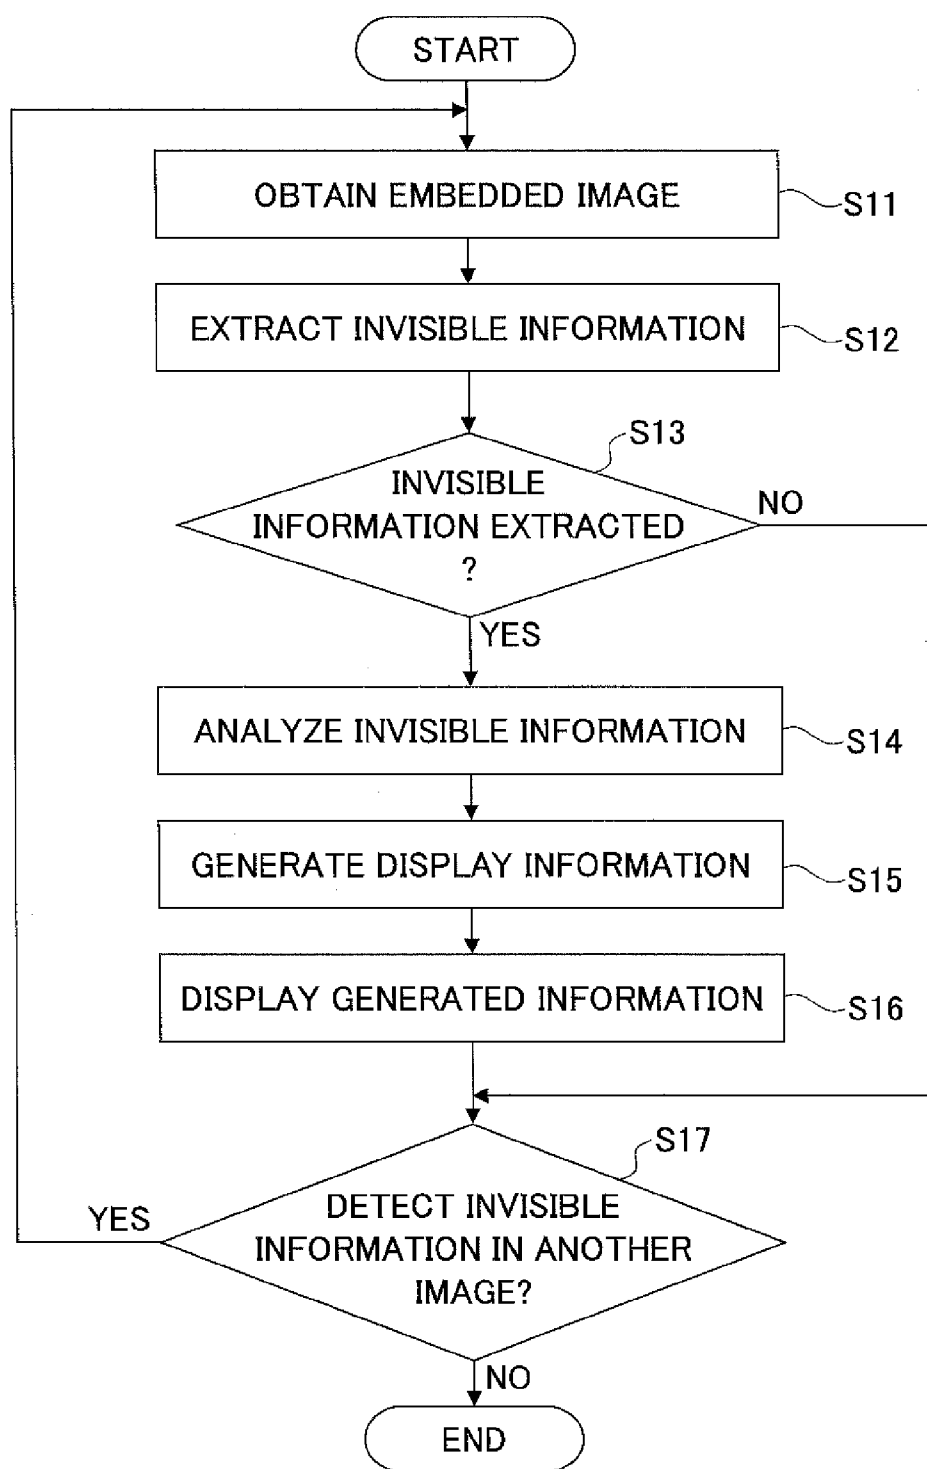 START
OBTAIN EMBEDDED IMAGE
S11
EXTRACT INVISIBLE INFORMATION
S12
S13
INVISIBLE
INFORMATION EXTRACTED
?
NO
YES
ANALYZE INVISIBLE INFORMATION
S14
GENERATE DISPLAY INFORMATION
S15
DISPLAY GENERATED INFORMATION
S16
S17
YES
DETECT INVISIBLE
INFORMATION IN ANOTHER
IMAGE?
NO
END